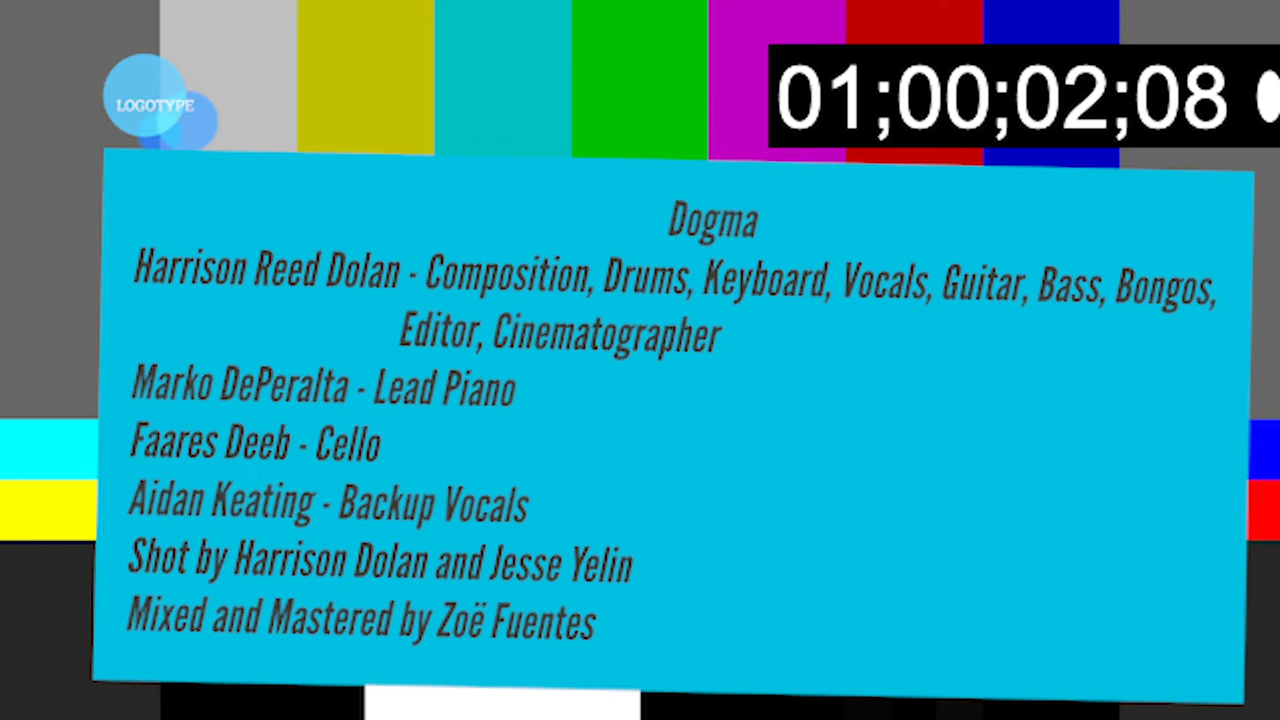 LOGOTYPE
01;00;02;08
Dogma
Harrison Reed Dolan - Composition, Drums, Keyboard, Vocals, Guitar, Bass, Bongos,
Editor, Cinematographer
Marko DePeralta - Lead Piano
Faares Deeb - Cello
Aidan Keating - Backup Vocals
Shot by Harrison Dolan and Jesse Yelin
Mixed and Mastered by Zoë Fuentes